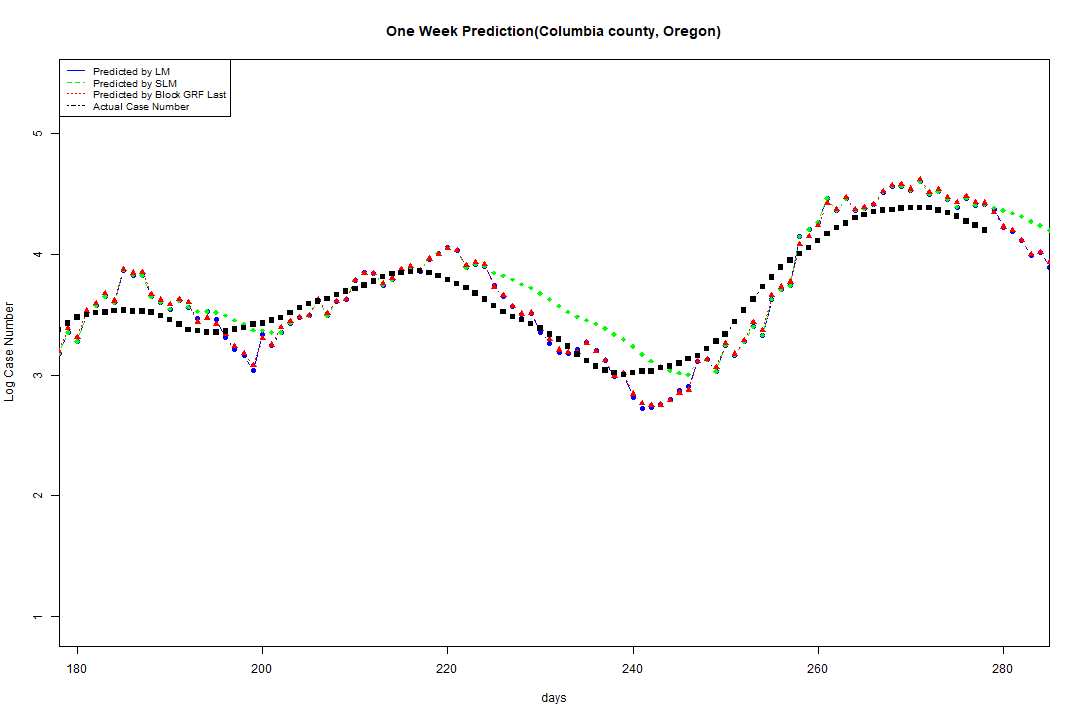 One Week Prediction(Columbia county, Oregon)
Predicted by LM
Predicted by SLM
Predicted by Block GRF Last
Actual Case Number
5
4
3
2
1
Log Case Number
180 200 220 240 260 280
days